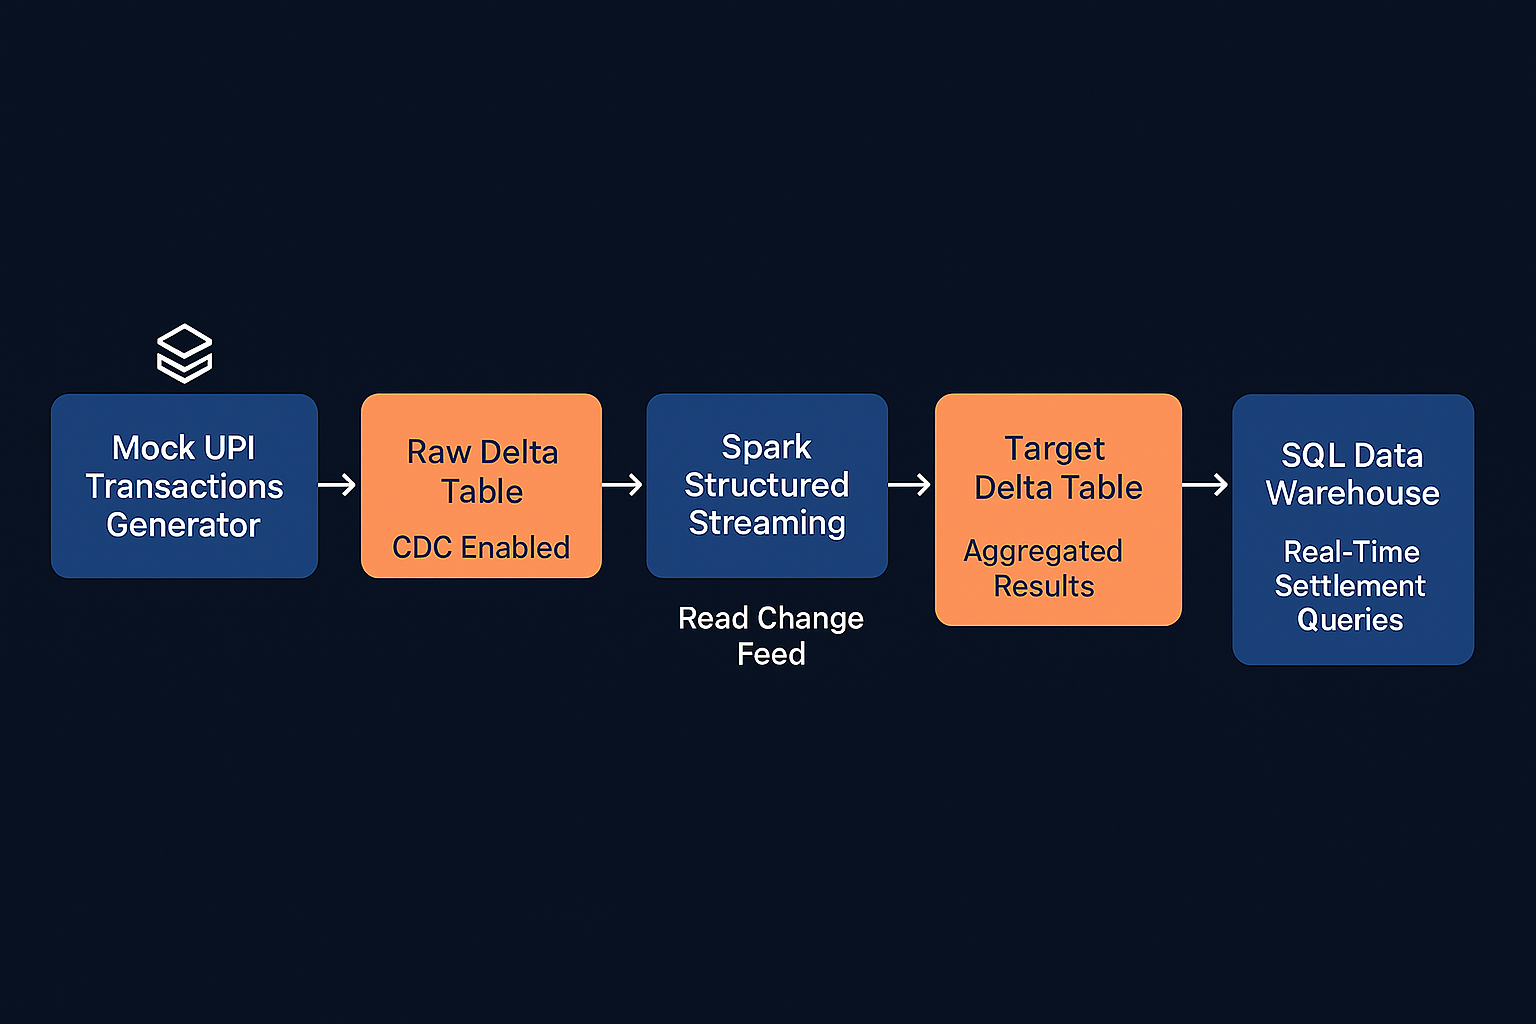 Mock UPI
Transactions
Generator
Raw Delta
Table
CDC Enabled
Spark
Structured
Streaming
Read Change
Feed
Target
Delta Table
Aggregated
Results
SQL Data
Warehouse
Real-Time
Settlement
Queries